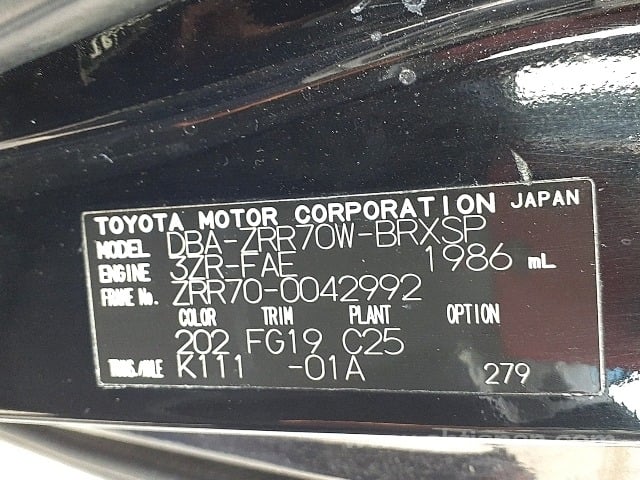 TOYOTA MOTOR CORPORATION JAPAN
MODEL DBA-ZRR70W-BRXSP
ENGINE 3ZR-FAE 1986 mL
FRAME No. ZRR70-0042992
COLOR TRIM PLANT OPTION
202 FG19 C25
TRANS/AXLE K111 -01A 279